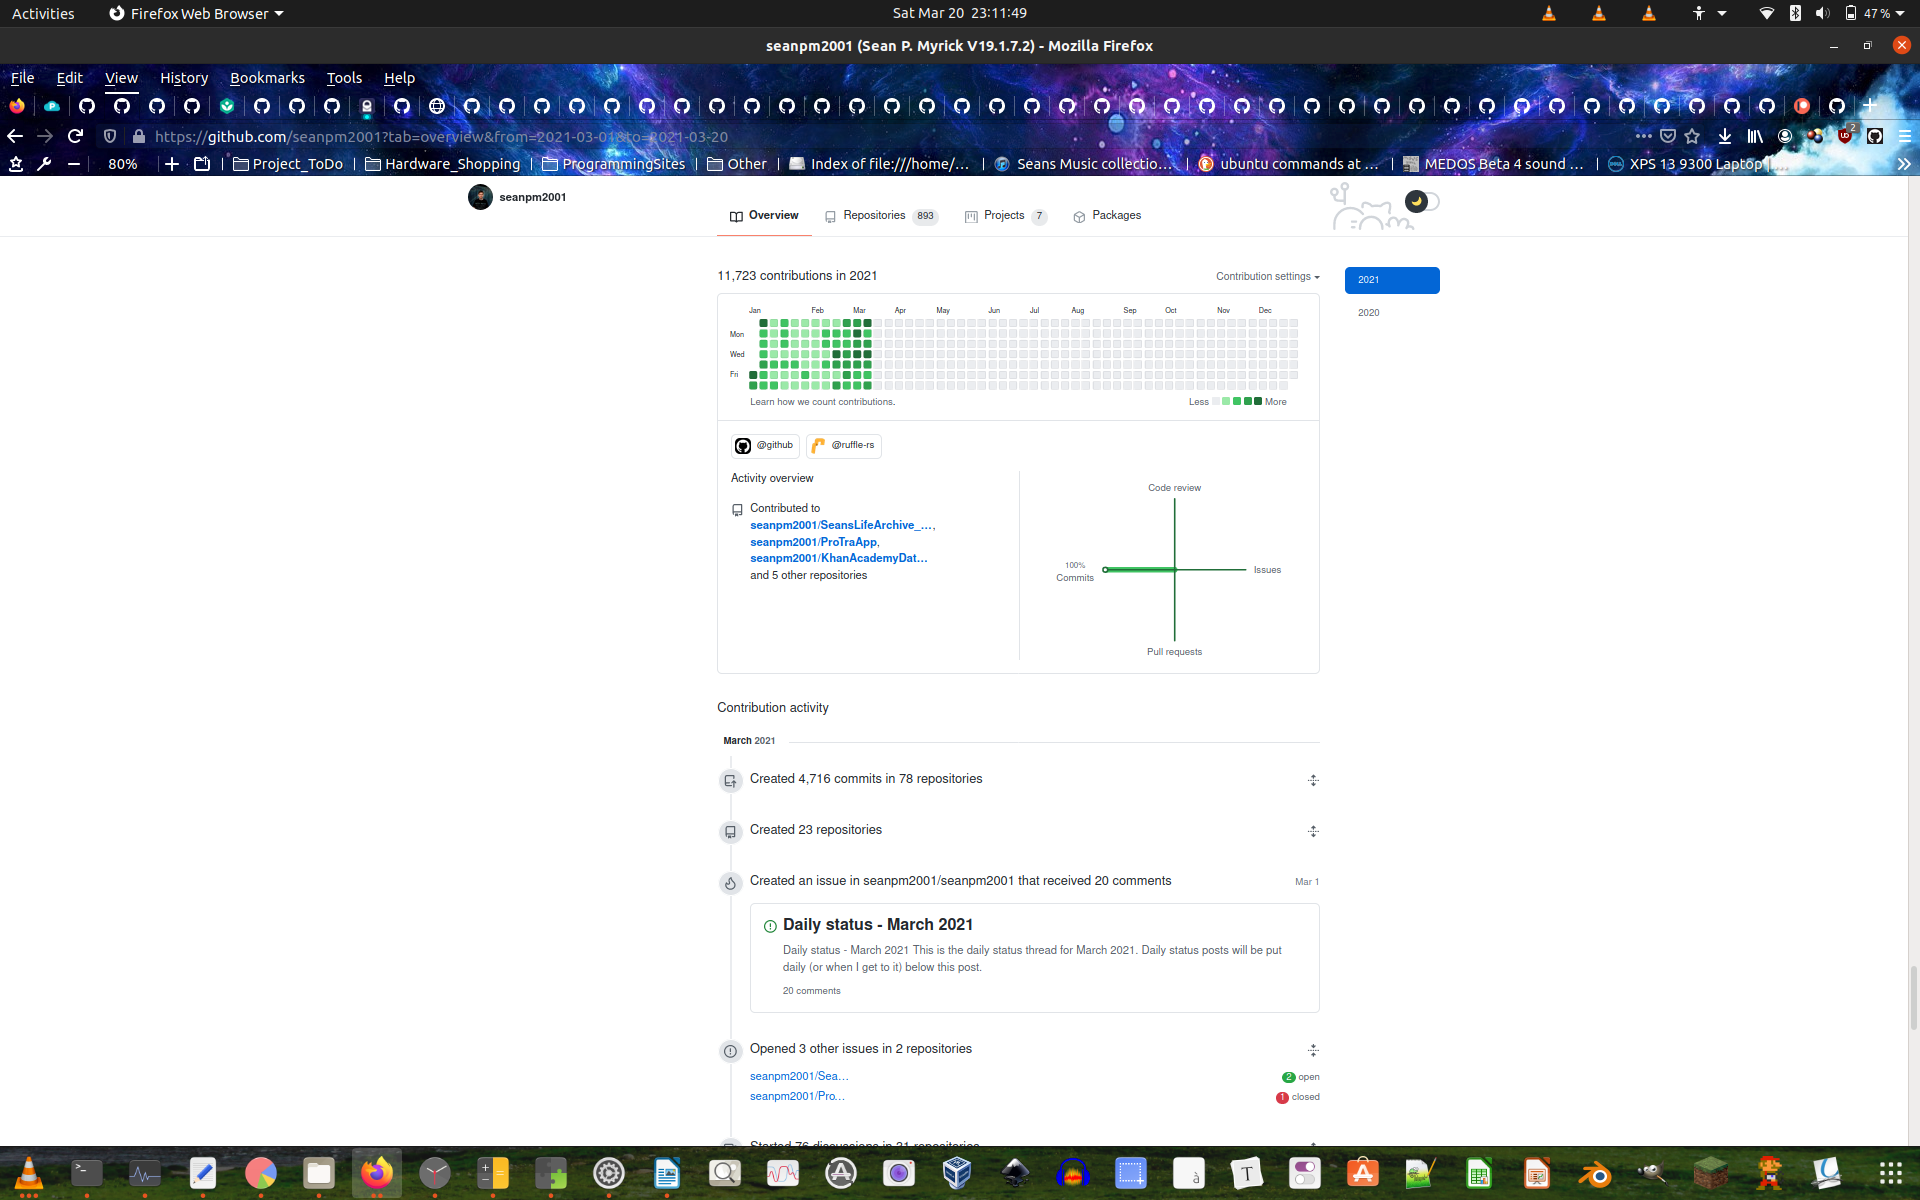 Activities Firefox Web Browser Sat Mar 20 23:11:49 47 %
seanpm2001 (Sean P. Myrick V19.1.7.2) - Mozilla Firefox
File Edit View History Bookmarks Tools Help
https://github.com/seanpm2001?tab=overview&from=2021-03-01&to=2021-03-20
2
80% Project_ToDo Hardware_Shopping ProgrammingSites Other Index of file:///home/… Seans Music collectio… ubuntu commands at … MEDOS Beta 4 sound … XPS 13 9300 Laptop |…
seanpm2001
Overview Repositories 893 Projects 7 Packages
11,723 contributions in 2021 Contribution settings
2021
2020
Jan Feb Mar Apr May Jun Jul Aug Sep Oct Nov Dec
Mon
Wed
Fri
Learn how we count contributions. Less More
@github @ruffle-rs
Activity overview
Contributed to
seanpm2001/SeansLifeArchive_…,
seanpm2001/ProTraApp,
seanpm2001/KhanAcademyDat…
and 5 other repositories
Code review
100%
Commits
Issues
Pull requests
Contribution activity
March 2021
Created 4,716 commits in 78 repositories
Created 23 repositories
Created an issue in seanpm2001/seanpm2001 that received 20 comments Mar 1
Daily status - March 2021
Daily status - March 2021 This is the daily status thread for March 2021. Daily status posts will be put
daily (or when I get to it) below this post.
20 comments
Opened 3 other issues in 2 repositories
seanpm2001/Sea… 2 open
seanpm2001/Pro… 1 closed
Started 76 discussions in 31 repositories